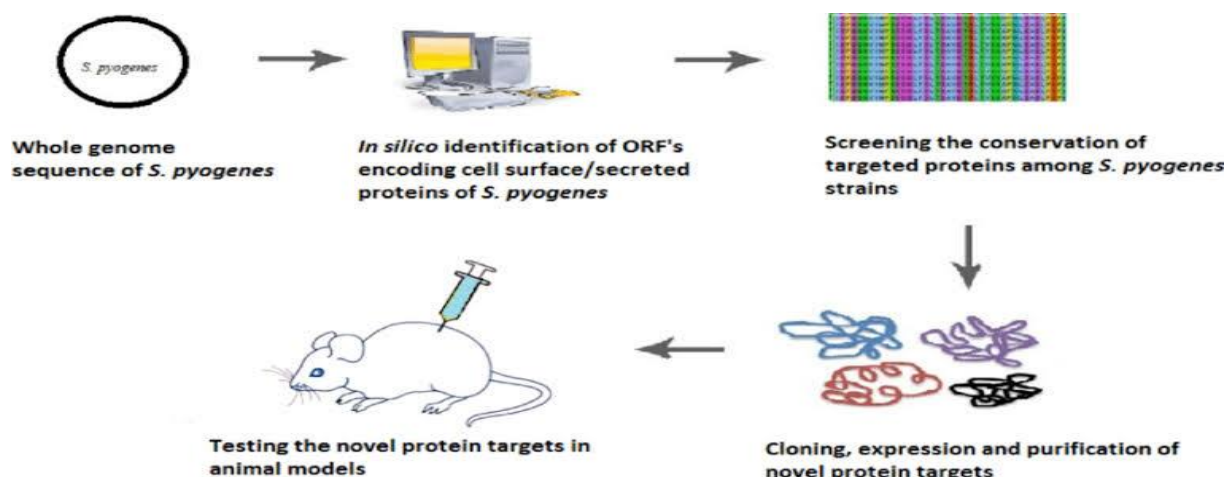 S. pyogenes
Whole genome
sequence of S. pyogenes
In silico identification of ORF's
encoding cell surface/secreted
proteins of S. pyogenes
Screening the conservation of
targeted proteins among S. pyogenes
strains
Testing the novel protein targets in
animal models
Cloning, expression and purification of
novel protein targets